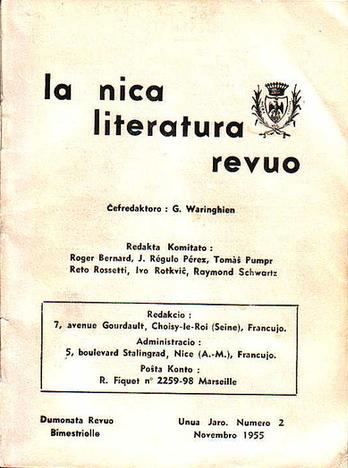 la nica
literatura
revuo
Ĉefredaktoro : G. Waringhien
Redakta Komitato :
Roger Bernard, J. Régulo Pérez, Tomàŝ Pumpr
Reto Rossetti, Ivo Rotkviĉ, Raymond Schwartz
Redakcio :
7, avenue Gourdault, Choisy-le-Roi (Seine), Francujo.
Administracio :
5, boulevard Stalingrad, Nice (A.-M.), Francujo.
Poŝta Konto :
R. Fiquet n° 2259-98 Marseille
Dumonata Revuo
Bimestrielle
Unua Jaro. Numero 2
Novembro 1955